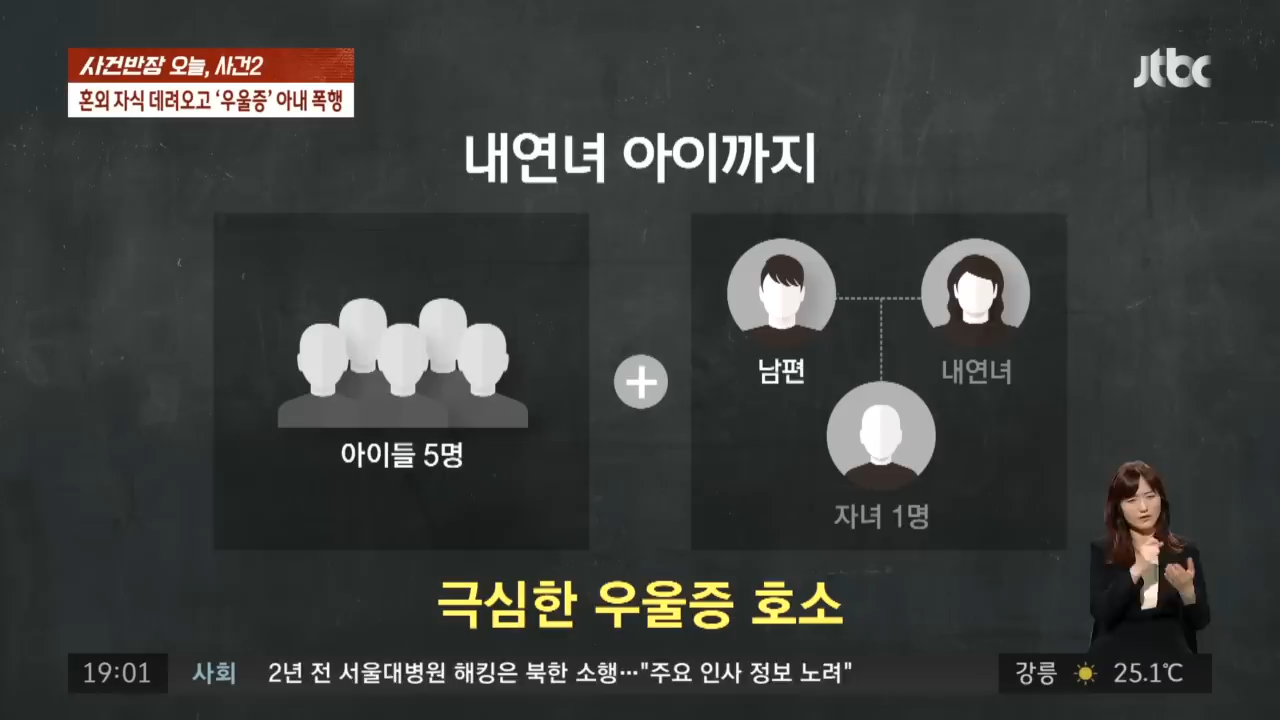 사건반장 오늘, 사건2
혼외 자식 데려오고 ‘우울증’ 아내 폭행
jtbc
내연녀 아이까지
아이들 5명
+
남편
내연녀
자녀 1명
극심한 우울증 호소
19:01 사회 2년 전 서울대병원 해킹은 북한 소행…"주요 인사 정보 노려" 강릉 25.1℃